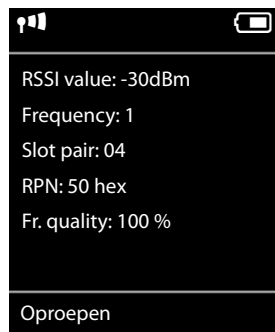 RSSI value: -30dBm
Frequency: 1
Slot pair: 04
RPN: 50 hex
Fr. quality: 100 %
Oproepen